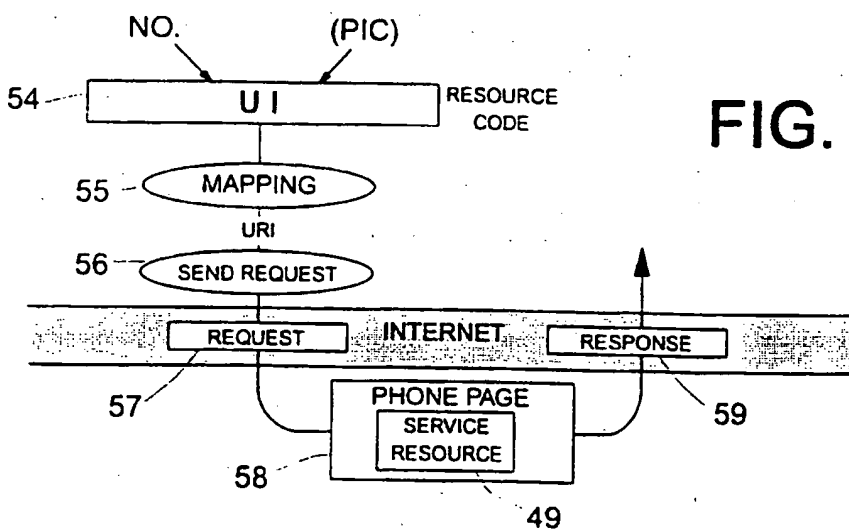 NO.
(PIC)
54
U I
RESOURCE
CODE
FIG.
55
MAPPING
URI
56
SEND REQUEST
REQUEST
INTERNET
RESPONSE
57
PHONE PAGE
59
SERVICE
RESOURCE
58
49